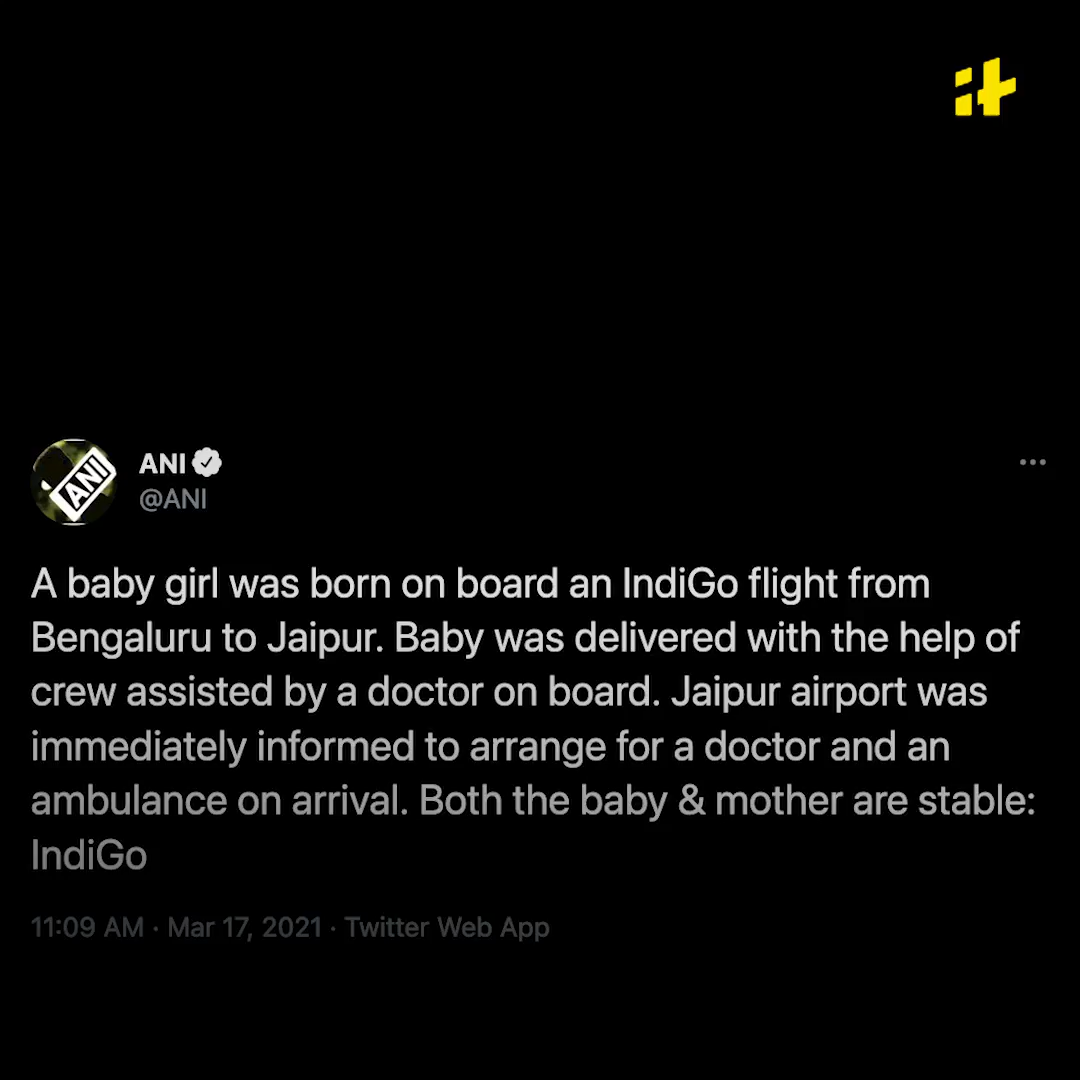 ANI
@ANI
A baby girl was born on board an IndiGo flight from
Bengaluru to Jaipur. Baby was delivered with the help of
crew assisted by a doctor on board. Jaipur airport was
immediately informed to arrange for a doctor and an
ambulance on arrival. Both the baby & mother are stable:
IndiGo
11:09 AM · Mar 17, 2021 · Twitter Web App